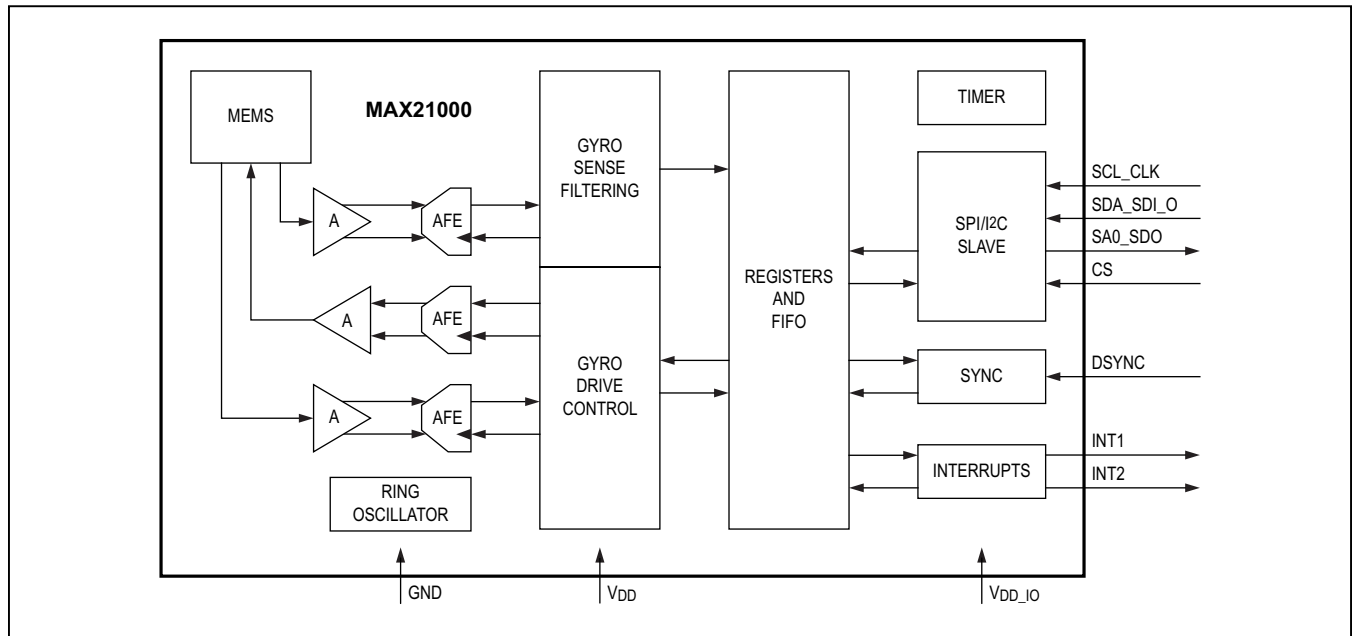 MEMS
MAX21000
GYRO
SENSE
FILTERING
TIMER
A
AFE
SPI/I2C
SLAVE
SCL_CLK
SDA_SDI_O
SA0_SDO
CS
A
AFE
REGISTERS
AND
FIFO
GYRO
DRIVE
CONTROL
SYNC
DSYNC
A
AFE
INTERRUPTS
INT1
INT2
RING
OSCILLATOR
GND
VDD
VDD_IO